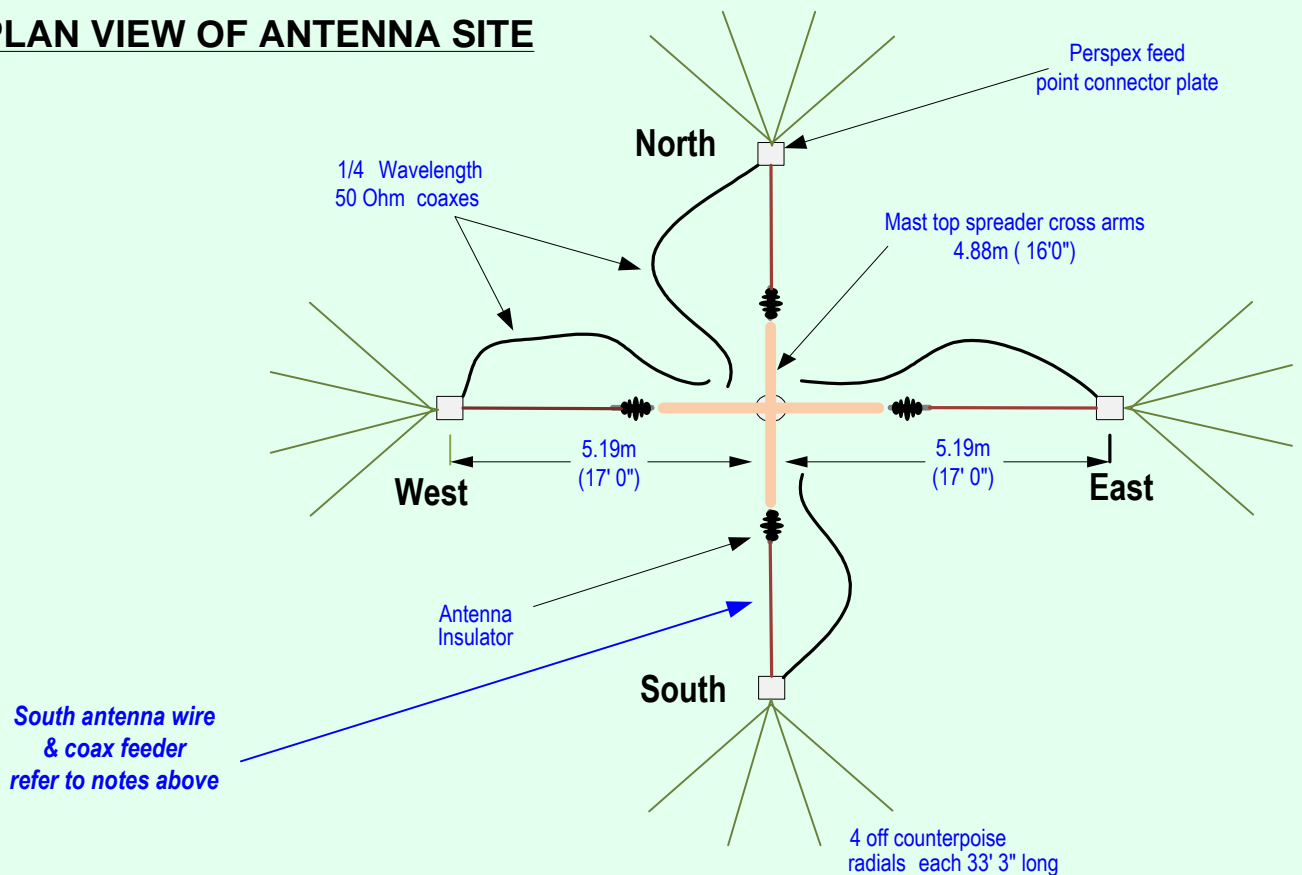 PLAN VIEW OF ANTENNA SITE
Perspex feed
point connector plate
North
1/4 Wavelength
50 Ohm coaxes
Mast top spreader cross arms
4.88m ( 16'0")
5.19m
(17' 0")
5.19m
(17' 0")
West
East
Antenna
Insulator
South
South antenna wire
& coax feeder
refer to notes above
4 off counterpoise
radials each 33' 3" long